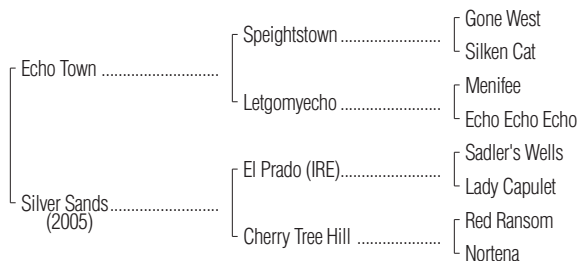 Gone West
Speightstown
Silken Cat
Echo Town
Menifee
Letgomyecho
Echo Echo Echo
Sadler's Wells
El Prado (IRE)
Lady Capulet
Silver Sands
(2005)
Red Ransom
Cherry Tree Hill
Nortena